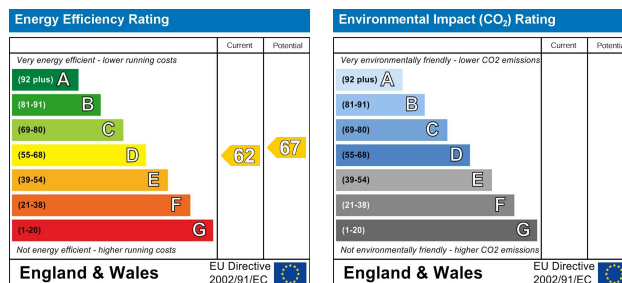 Energy Efficiency Rating
Current Potential
Very energy efficient - lower running costs
(92 plus) A
(81-91) B
(69-80) C
(55-68) D
(39-54) E
(21-38) F
(1-20) G
62
67
Not energy efficient - higher running costs
England & Wales
EU Directive
2002/91/EC
Environmental Impact (CO2) Rating
Current Potentia
Very environmentally friendly - lower CO2 emissions
(92 plus) A
(81-91) B
(69-80) C
(55-68) D
(39-54) E
(21-38) F
(1-20) G
Not environmentally friendly - higher CO2 emissions
England & Wales
EU Directive
2002/91/EC